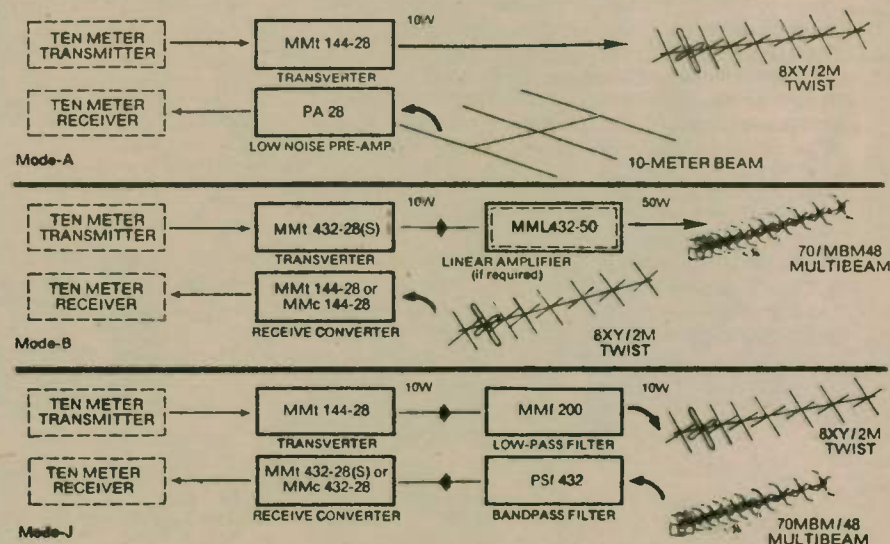 TEN METER
TRANSMITTER
MMt 144-28
TRANSVERTER
10W
8XY/2M
TWIST
TEN METER
RECEIVER
PA 28
LOW NOISE PRE-AMP
10-METER BEAM
Mode-A
TEN METER
TRANSMITTER
MMt 432-28(S)
TRANSVERTER
10W
MML432-50
LINEAR AMPLIFIER
(if required)
50W
70/MBM48
MULTIBEAM
TEN METER
RECEIVER
MMt 144-28 or
MMc 144-28
RECEIVE CONVERTER
8XY/2M
TWIST
Mode-B
TEN METER
TRANSMITTER
MMt 144-28
TRANSVERTER
10W
MMf 200
LOW-PASS FILTER
10W
8XY/2M
TWIST
TEN METER
RECEIVER
MMt 432-28(S) or
MMc 432-28
RECEIVE CONVERTER
PSf 432
BANDPASS FILTER
70MBM/48
MULTIBEAM
Mode-J